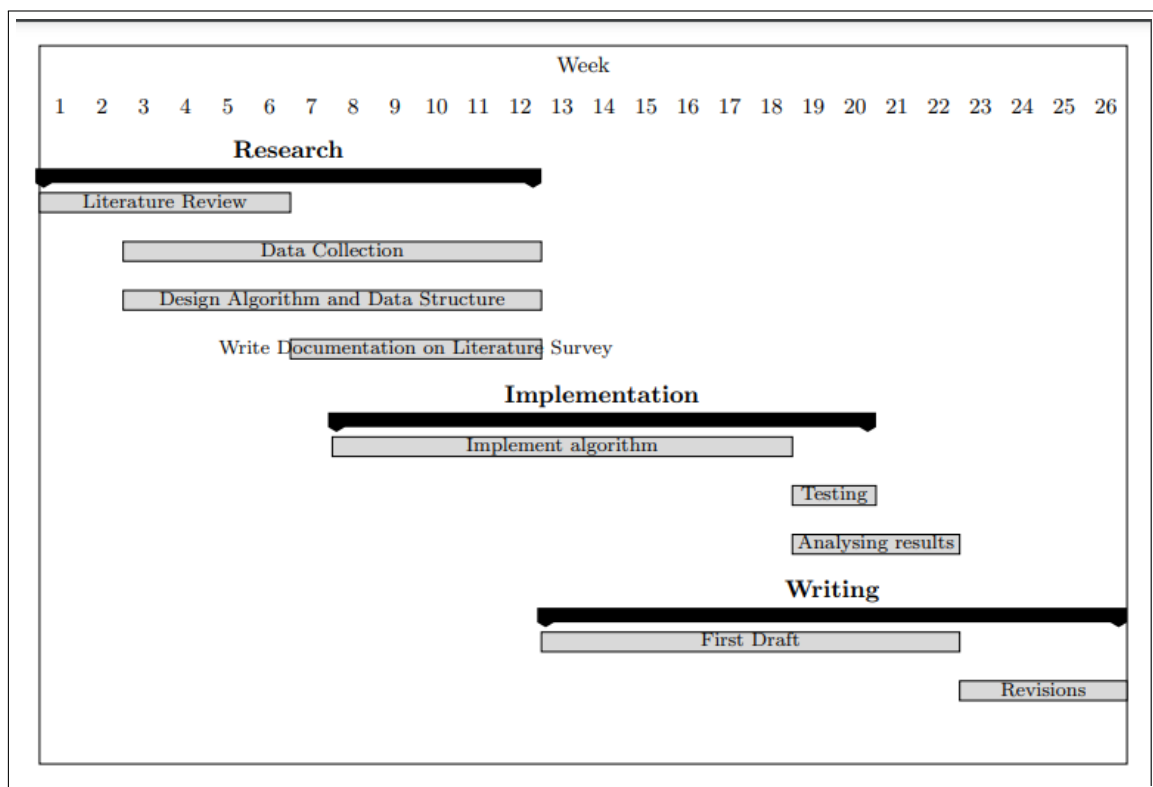 Week
1 2 3 4 5 6 7 8 9 10 11 12 13 14 15 16 17 18 19 20 21 22 23 24 25 26
Research
Literature Review
Data Collection
Design Algorithm and Data Structure
Write Documentation on Literature Survey
Implementation
Implement algorithm
Testing
Analysing results
Writing
First Draft
Revisions